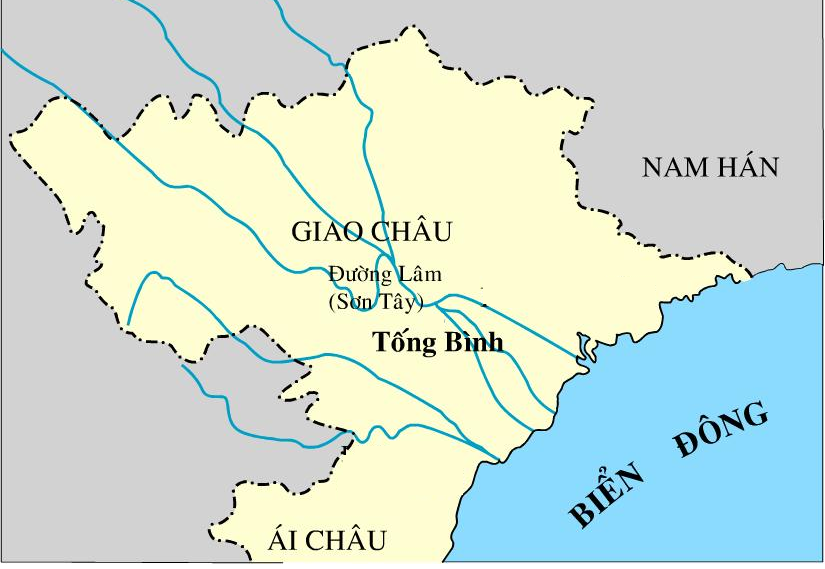 NAM HÁN
GIAO CHÂU
Đường Lâm
(Sơn Tây)
Tống Bình
BIỂN ĐÔNG
ÁI CHÂU